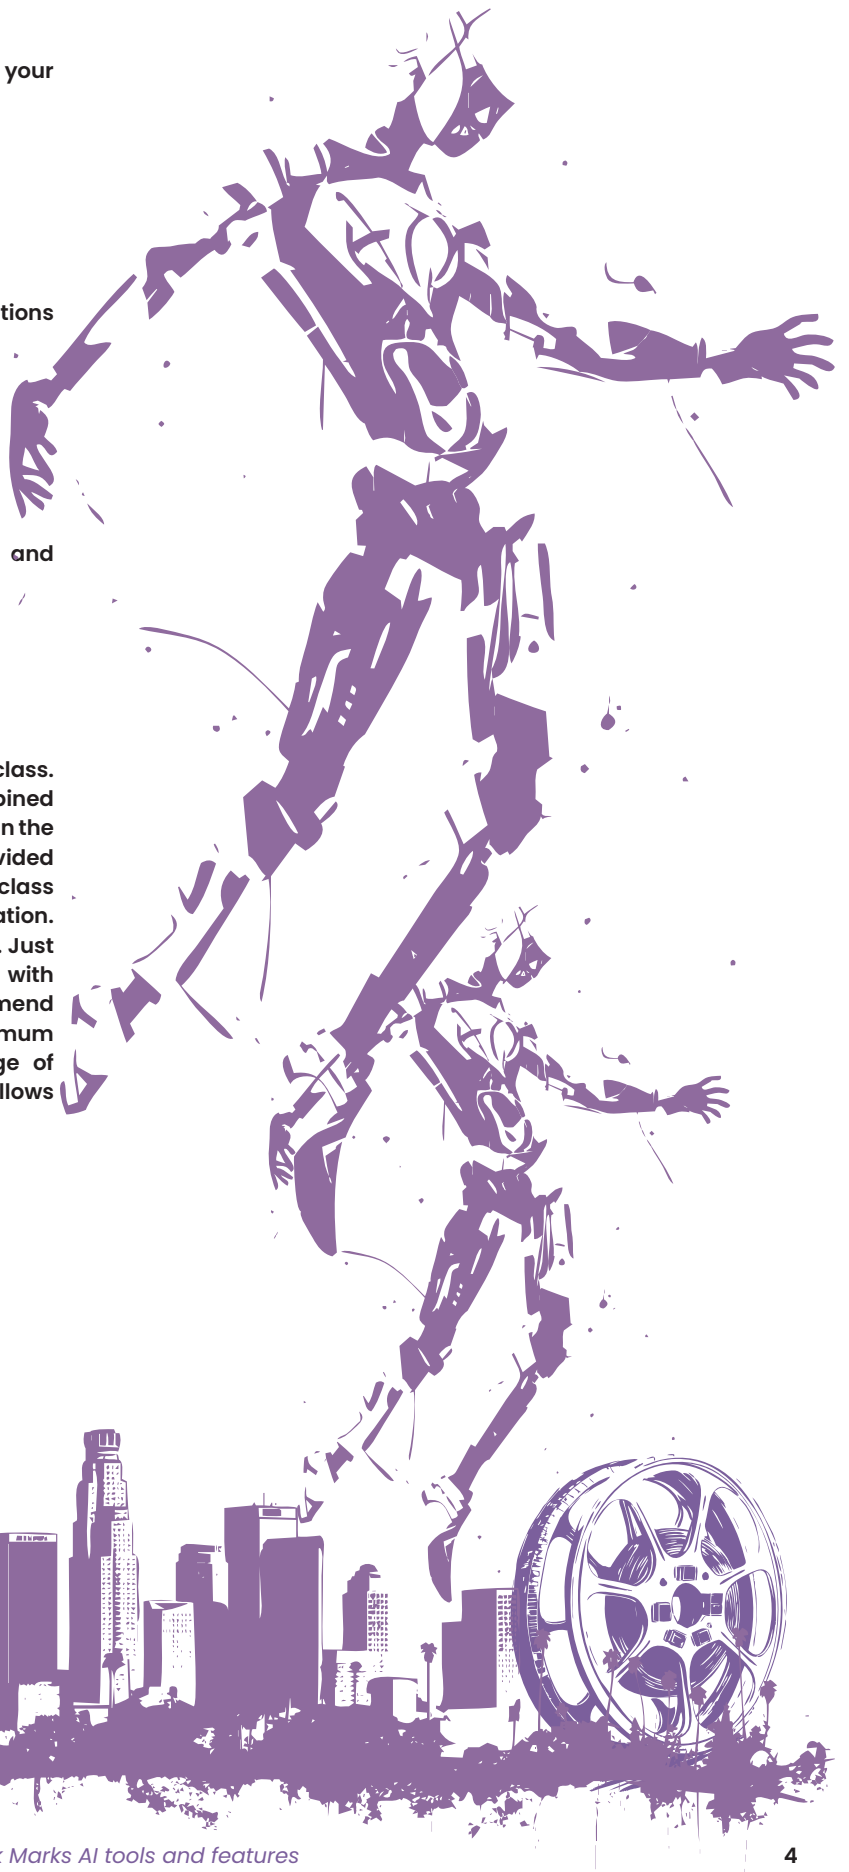 your
tions
and
class.
bined
n the
vided
class
ation.
. Just
with
mend
mum
ge of
llows
k Marks AI tools and features
4